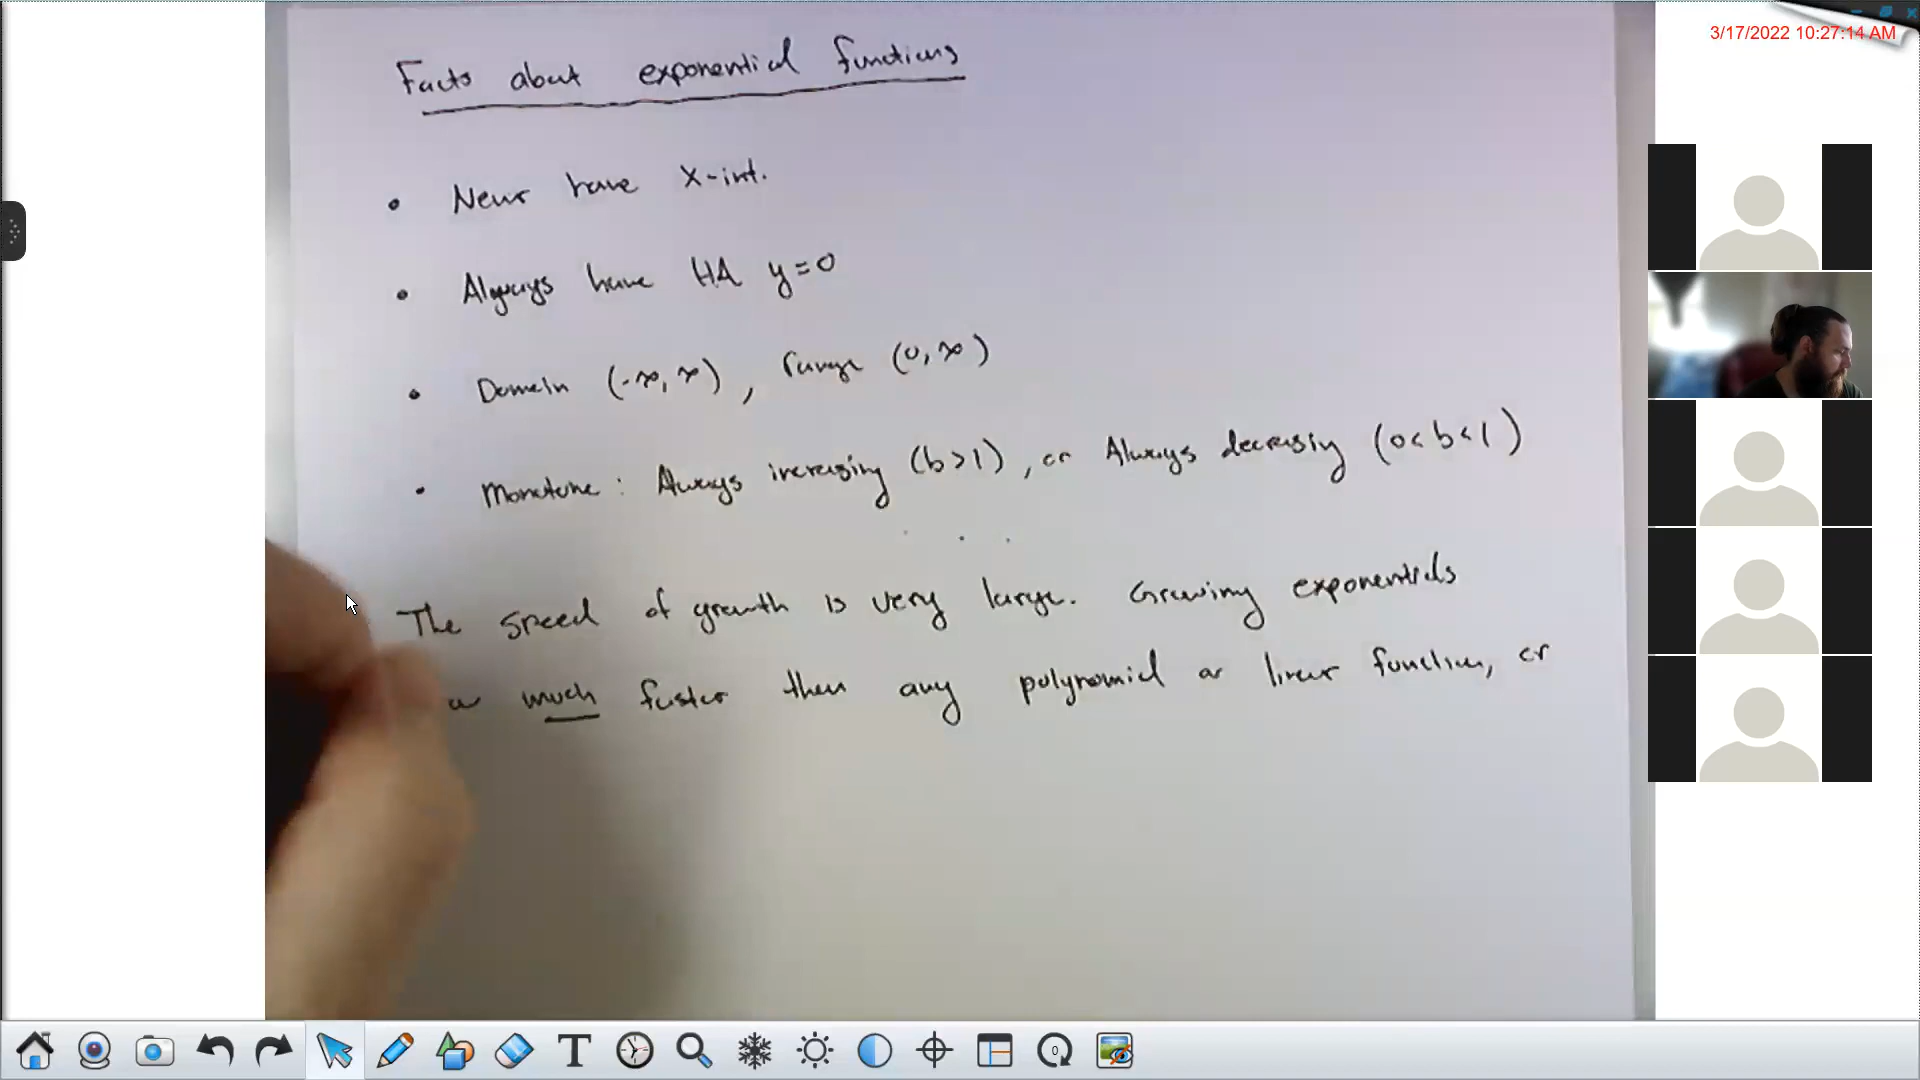 3/17/2022 10:27:14 AM
Facts about exponential functions
• Never have x-int.
• Always have HA y=0
• Domain (-∞, ∞), range (0, ∞)
• Monotone: Always increasing (b>1), or Always decreasing (0<b<1)
The speed of growth is very large. Growing exponentials
much faster than any polynomial or linear function, or
0